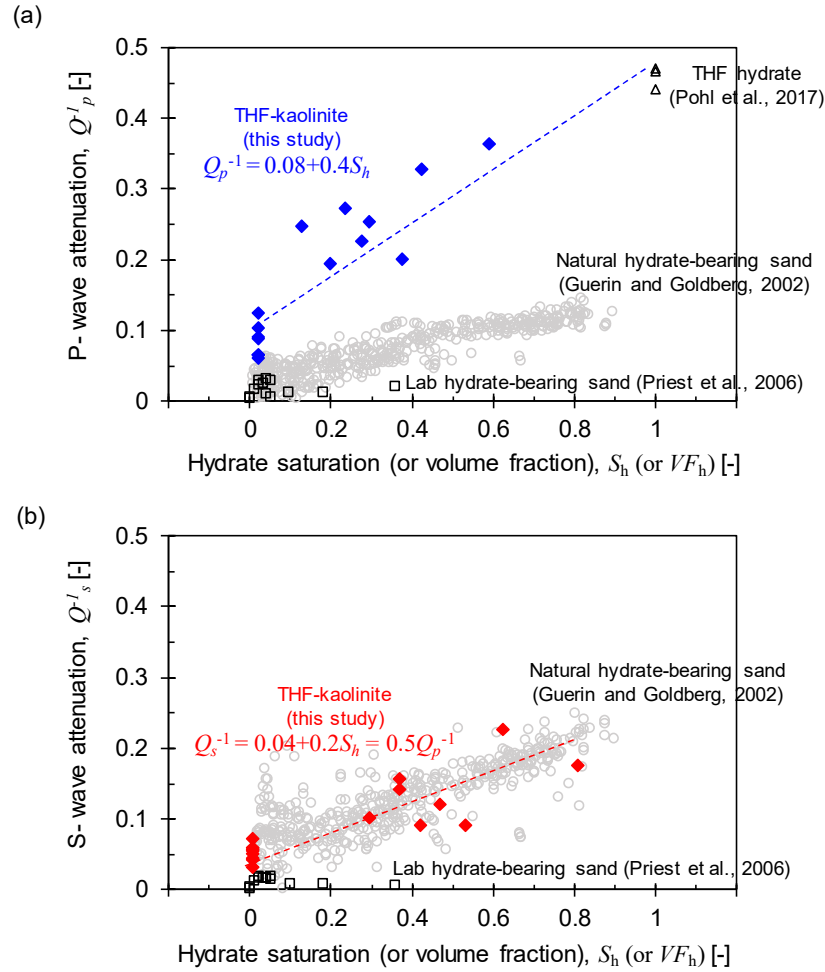 (a)
0.5
0.4
0.3
0.2
0.1
0
P- wave attenuation, Q⁻¹ₚ [-]
THF-kaolinite
(this study)
Qₚ⁻¹ = 0.08+0.4Sₕ
THF hydrate
(Pohl et al., 2017)
Natural hydrate-bearing sand
(Guerin and Goldberg, 2002)
Lab hydrate-bearing sand (Priest et al., 2006)
0 0.2 0.4 0.6 0.8 1
Hydrate saturation (or volume fraction), Sₕ (or VFₕ) [-]
(b)
0.5
0.4
0.3
0.2
0.1
0
S- wave attenuation, Q⁻¹ₛ [-]
Natural hydrate-bearing sand
(Guerin and Goldberg, 2002)
THF-kaolinite
(this study)
Qₛ⁻¹ = 0.04+0.2Sₕ = 0.5Qₚ⁻¹
Lab hydrate-bearing sand (Priest et al., 2006)
0 0.2 0.4 0.6 0.8 1
Hydrate saturation (or volume fraction), Sₕ (or VFₕ) [-]